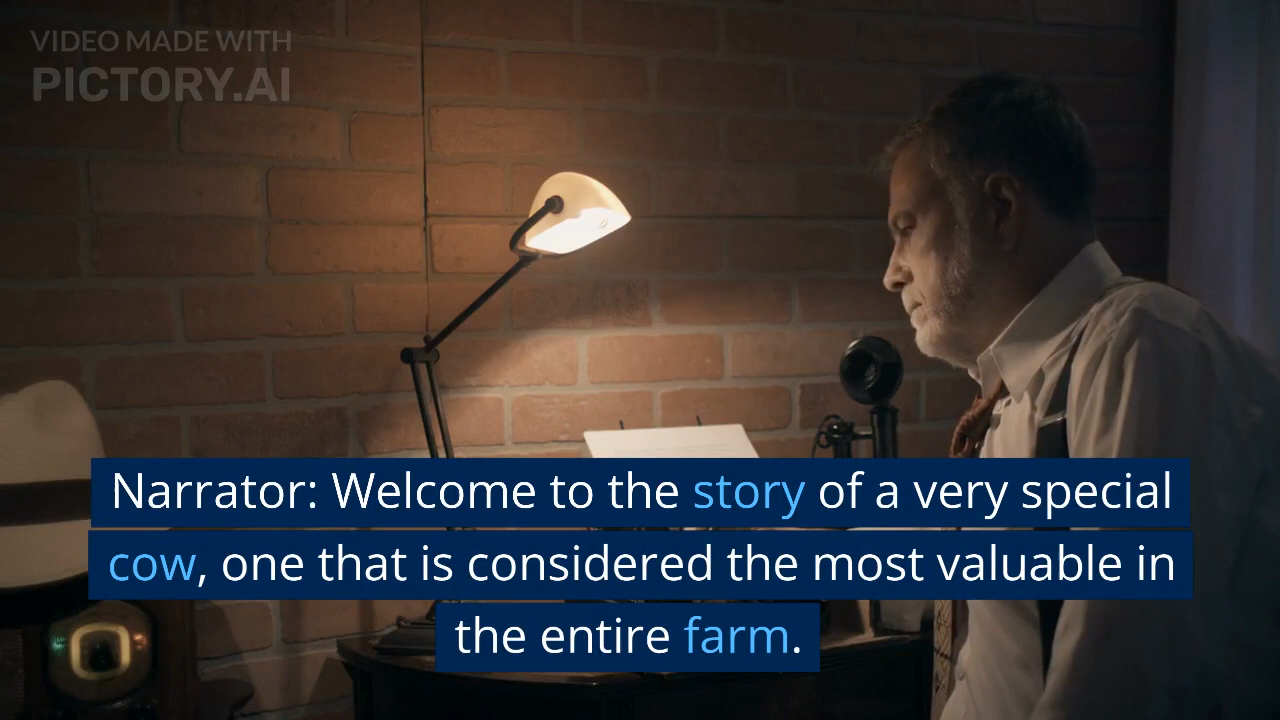 VIDEO MADE WITH
PICTORY.AI
Narrator: Welcome to the story of a very special
cow, one that is considered the most valuable in
the entire farm.